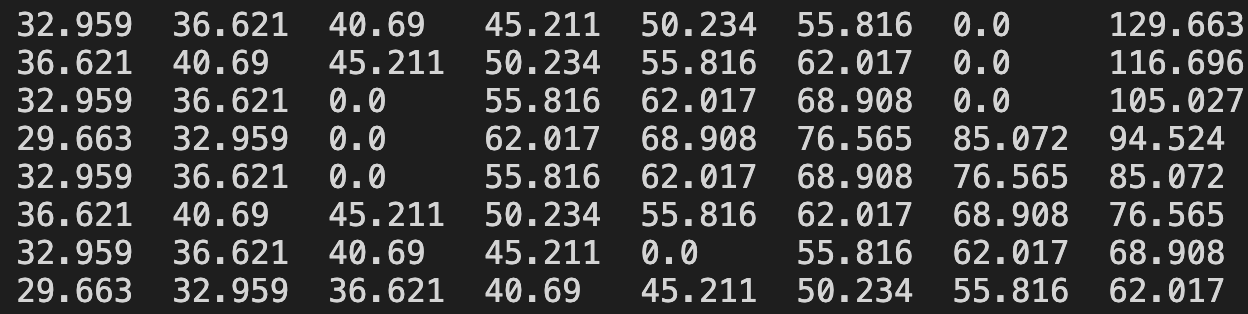 32.959 36.621 40.69 45.211 50.234 55.816 0.0 129.663
36.621 40.69 45.211 50.234 55.816 62.017 0.0 116.696
32.959 36.621 0.0 55.816 62.017 68.908 0.0 105.027
29.663 32.959 0.0 62.017 68.908 76.565 85.072 94.524
32.959 36.621 0.0 55.816 62.017 68.908 76.565 85.072
36.621 40.69 45.211 50.234 55.816 62.017 68.908 76.565
32.959 36.621 40.69 45.211 0.0 55.816 62.017 68.908
29.663 32.959 36.621 40.69 45.211 50.234 55.816 62.017